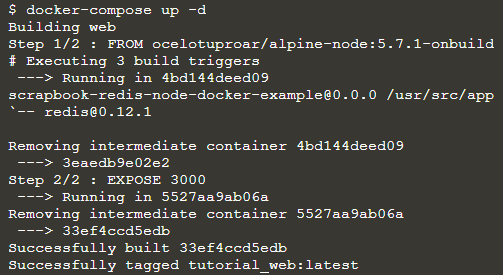 $ docker-compose up -d
Building web
Step 1/2 : FROM ocelotuproar/alpine-node:5.7.1-onbuild
# Executing 3 build triggers
 ---> Running in 4bd144deed09
scrapbook-redis-node-docker-example@0.0.0 /usr/src/app
`-- redis@0.12.1

Removing intermediate container 4bd144deed09
 ---> 3eaedb9e02e2
Step 2/2 : EXPOSE 3000
 ---> Running in 5527aa9ab06a
Removing intermediate container 5527aa9ab06a
 ---> 33ef4ccd5edb
Successfully built 33ef4ccd5edb
Successfully tagged tutorial_web:latest